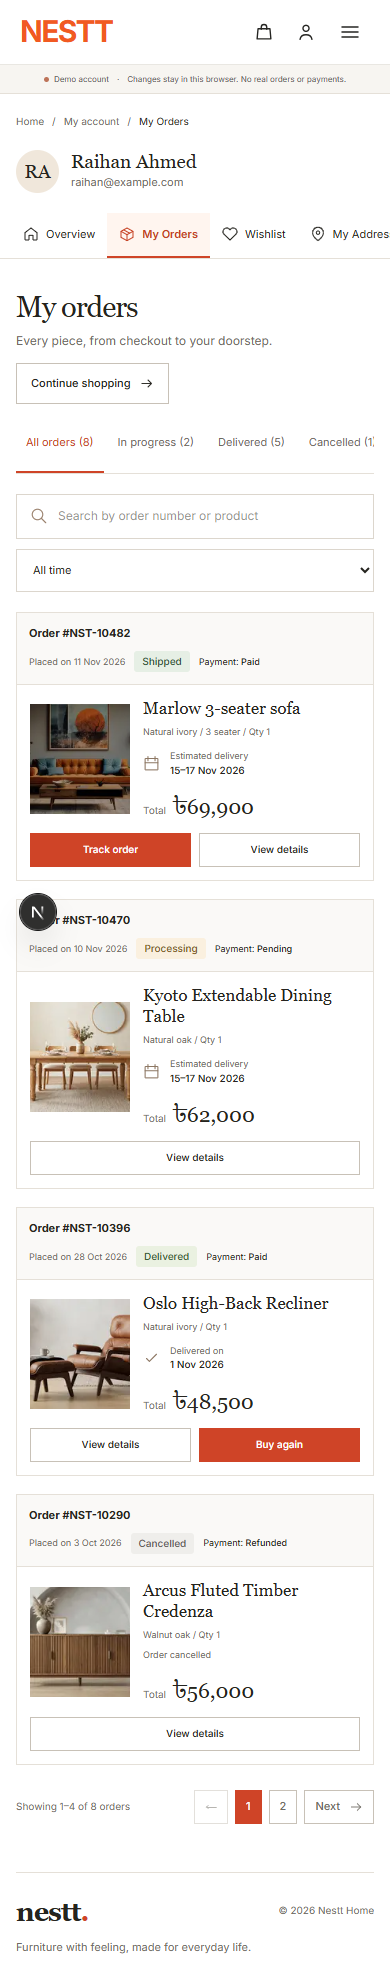 NESTT
Demo account · Changes stay in this browser. No real orders or payments.
Home / My account / My Orders
RA
Raihan Ahmed
raihan@example.com
Overview My Orders Wishlist My Addres
My orders
Every piece, from checkout to your doorstep.
Continue shopping →
All orders (8) In progress (2) Delivered (5) Cancelled (1)
Search by order number or product
All time
Order #NST-10482
Placed on 11 Nov 2026 Shipped Payment: Paid
Marlow 3-seater sofa
Natural ivory / 3 seater / Qty 1
Estimated delivery
15–17 Nov 2026
Total ৳69,900
Track order View details
N
r #NST-10470
Placed on 10 Nov 2026 Processing Payment: Pending
Kyoto Extendable Dining
Table
Natural oak / Qty 1
Estimated delivery
15–17 Nov 2026
Total ৳62,000
View details
Order #NST-10396
Placed on 28 Oct 2026 Delivered Payment: Paid
Oslo High-Back Recliner
Natural ivory / Qty 1
Delivered on
1 Nov 2026
Total ৳48,500
View details Buy again
Order #NST-10290
Placed on 3 Oct 2026 Cancelled Payment: Refunded
Arcus Fluted Timber
Credenza
Walnut oak / Qty 1
Order cancelled
Total ৳56,000
View details
Showing 1–4 of 8 orders ← 1 2 Next →
nestt.
© 2026 Nestt Home
Furniture with feeling, made for everyday life.